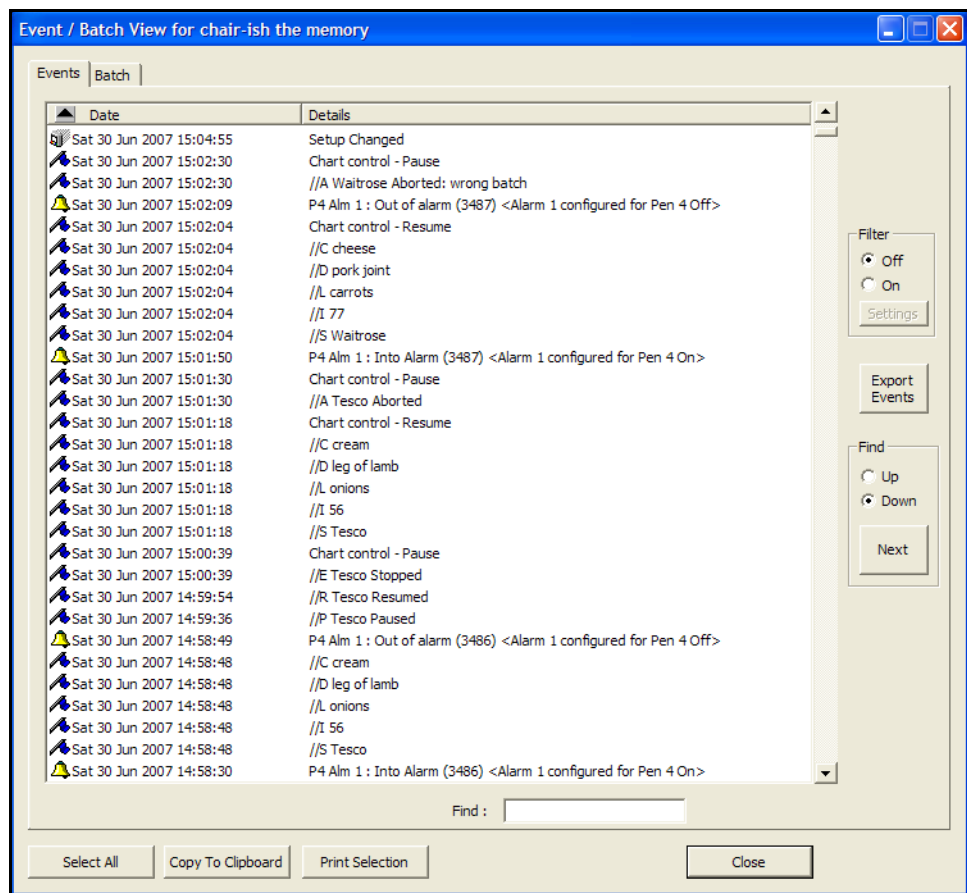 Event / Batch View for chair-ish the memory
Events Batch
Date Details
Sat 30 Jun 2007 15:04:55 Setup Changed
Sat 30 Jun 2007 15:02:30 Chart control - Pause
Sat 30 Jun 2007 15:02:30 //A Waitrose Aborted: wrong batch
Sat 30 Jun 2007 15:02:09 P4 Alm 1 : Out of alarm (3487) <Alarm 1 configured for Pen 4 Off>
Sat 30 Jun 2007 15:02:04 Chart control - Resume
Sat 30 Jun 2007 15:02:04 //C cheese
Sat 30 Jun 2007 15:02:04 //D pork joint
Sat 30 Jun 2007 15:02:04 //L carrots
Sat 30 Jun 2007 15:02:04 //I 77
Sat 30 Jun 2007 15:02:04 //S Waitrose
Sat 30 Jun 2007 15:01:50 P4 Alm 1 : Into Alarm (3487) <Alarm 1 configured for Pen 4 On>
Sat 30 Jun 2007 15:01:30 Chart control - Pause
Sat 30 Jun 2007 15:01:30 //A Tesco Aborted
Sat 30 Jun 2007 15:01:18 Chart control - Resume
Sat 30 Jun 2007 15:01:18 //C cream
Sat 30 Jun 2007 15:01:18 //D leg of lamb
Sat 30 Jun 2007 15:01:18 //L onions
Sat 30 Jun 2007 15:01:18 //I 56
Sat 30 Jun 2007 15:01:18 //S Tesco
Sat 30 Jun 2007 15:00:39 Chart control - Pause
Sat 30 Jun 2007 15:00:39 //E Tesco Stopped
Sat 30 Jun 2007 14:59:54 //R Tesco Resumed
Sat 30 Jun 2007 14:59:36 //P Tesco Paused
Sat 30 Jun 2007 14:58:49 P4 Alm 1 : Out of alarm (3486) <Alarm 1 configured for Pen 4 Off>
Sat 30 Jun 2007 14:58:48 //C cream
Sat 30 Jun 2007 14:58:48 //D leg of lamb
Sat 30 Jun 2007 14:58:48 //L onions
Sat 30 Jun 2007 14:58:48 //I 56
Sat 30 Jun 2007 14:58:48 //S Tesco
Sat 30 Jun 2007 14:58:30 P4 Alm 1 : Into Alarm (3486) <Alarm 1 configured for Pen 4 On>
Find :
Filter
Off
On
Settings
Export
Events
Find
Up
Down
Next
Select All Copy To Clipboard Print Selection Close